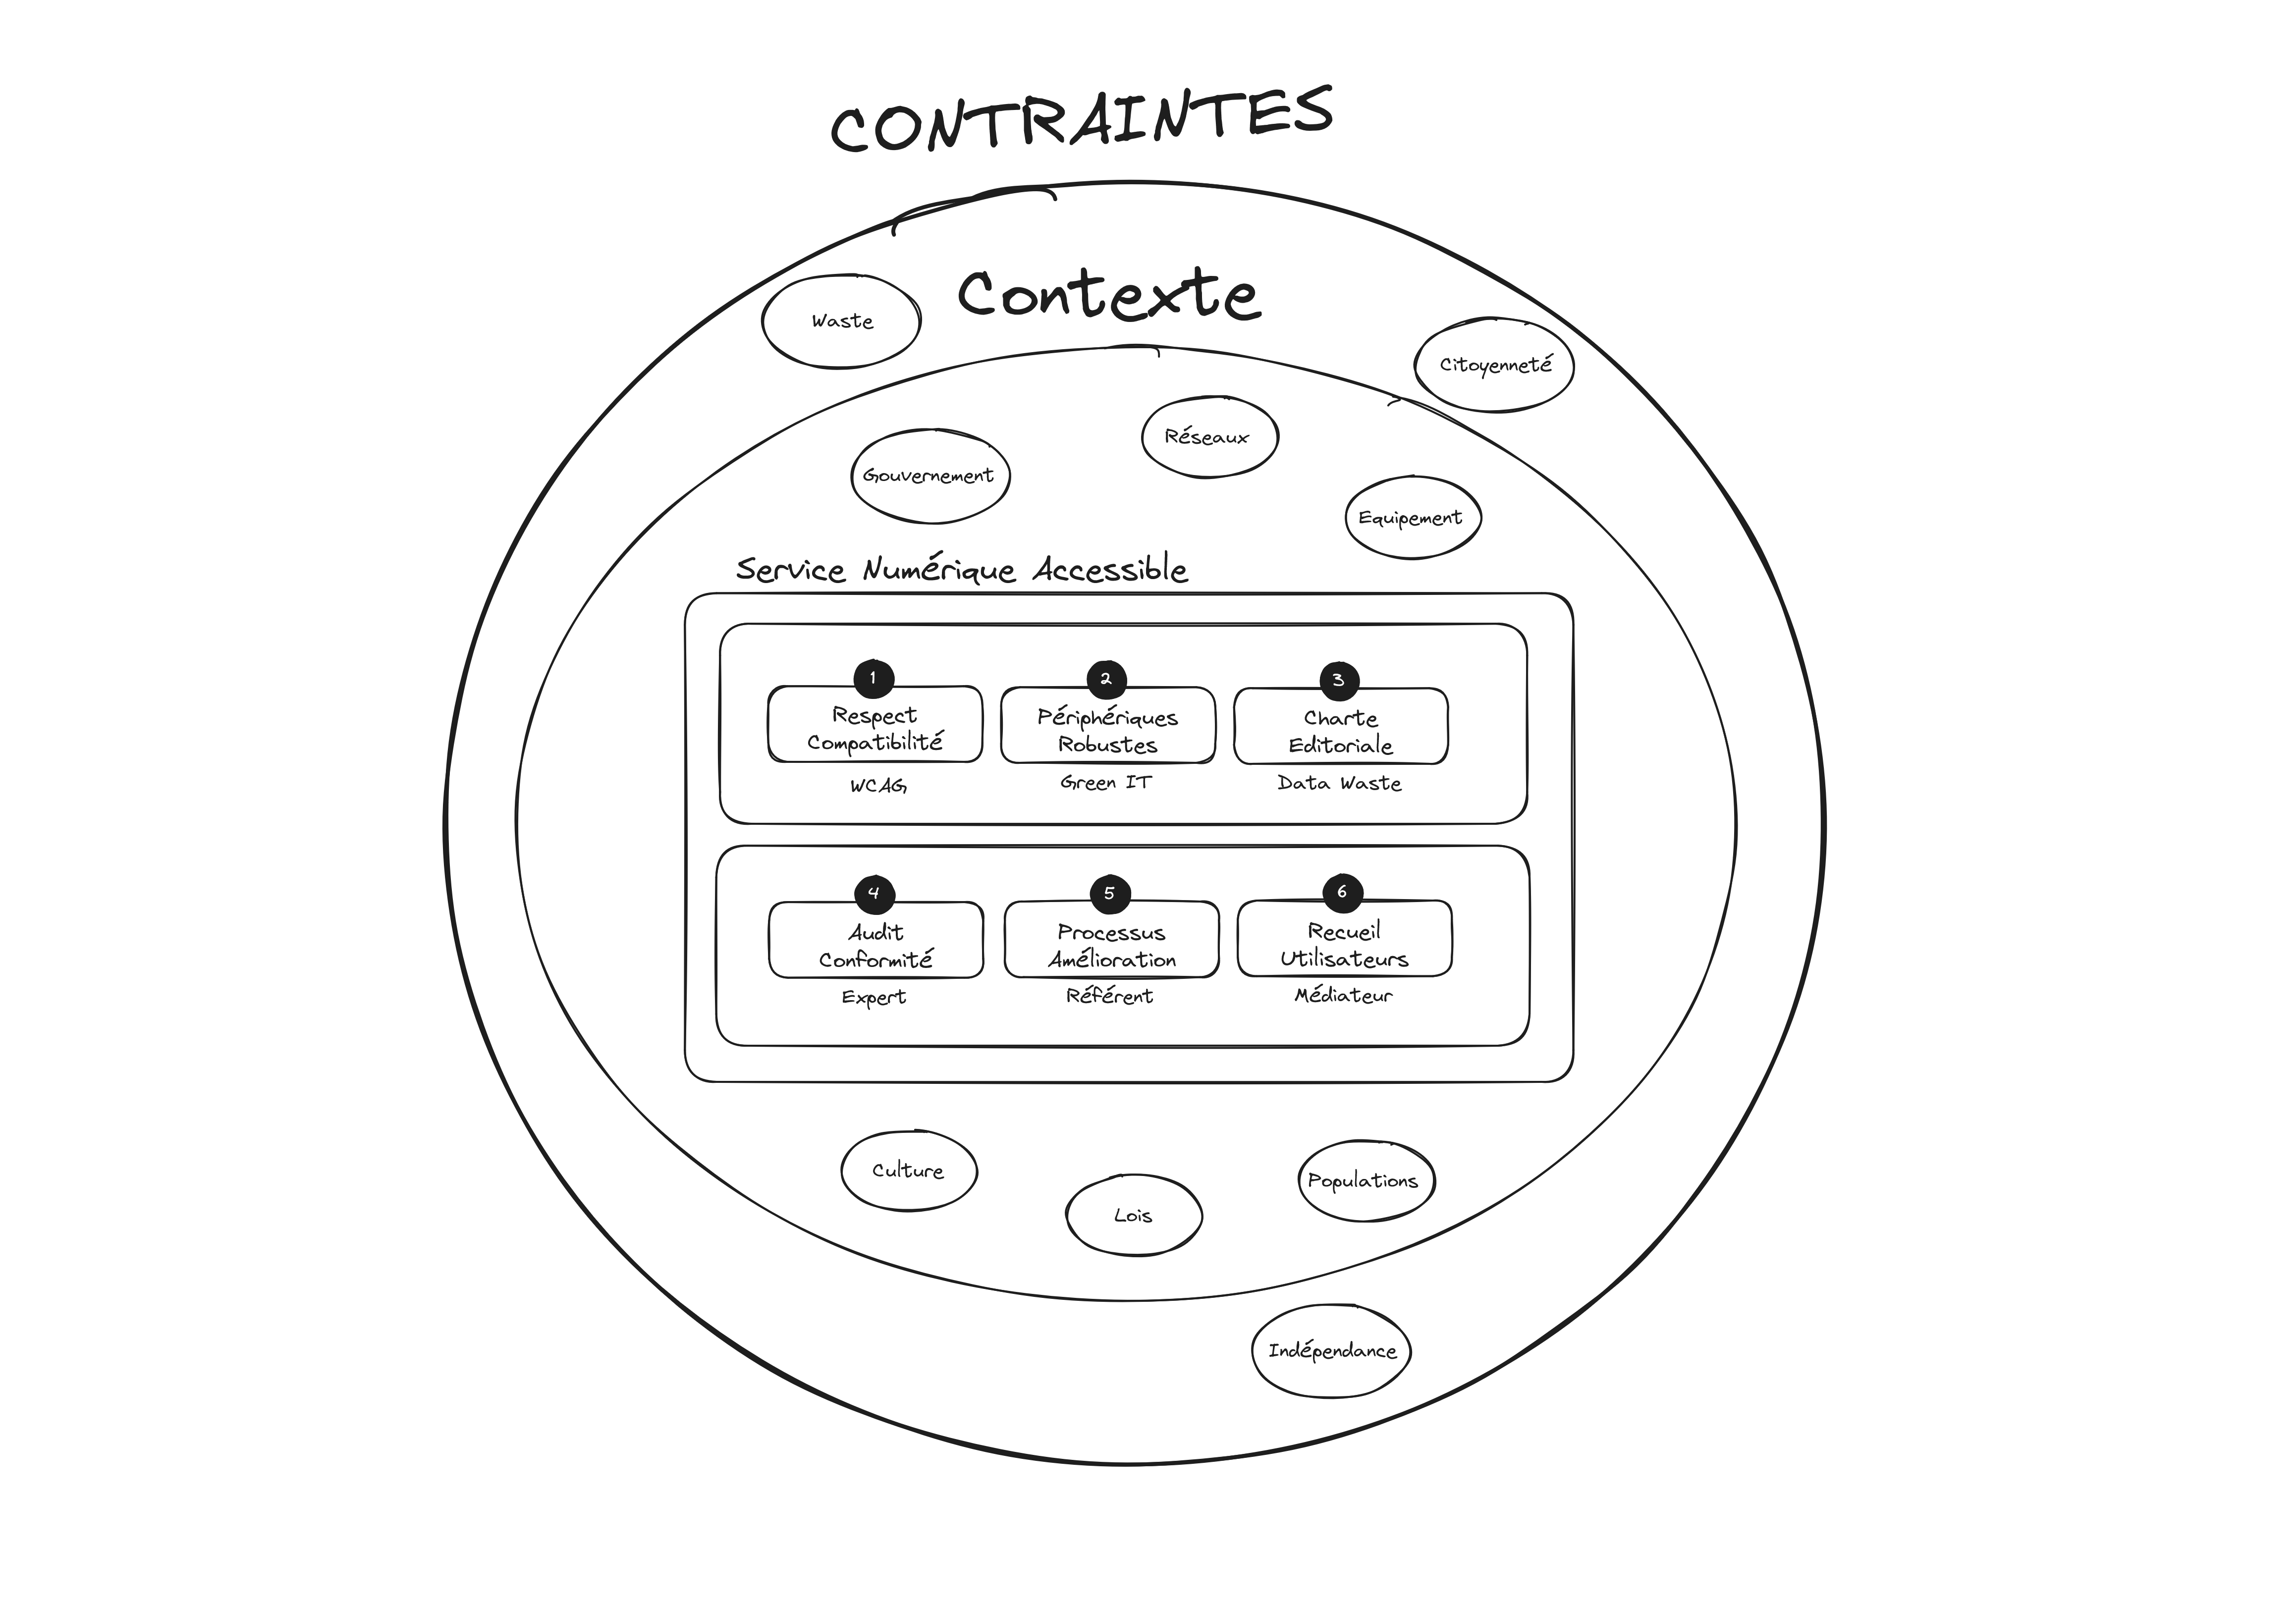 CONTRAINTES
Contexte
Waste
Citoyenneté
Réseaux
Gouvernement
Equipement
Service Numérique Accessible
1
Respect
Compatibilité
WCAG
2
Périphériques
Robustes
Green IT
3
Charte
Editoriale
Data Waste
4
Audit
Conformité
Expert
5
Processus
Amélioration
Référent
6
Recueil
Utilisateurs
Médiateur
Culture
Lois
Populations
Indépendance